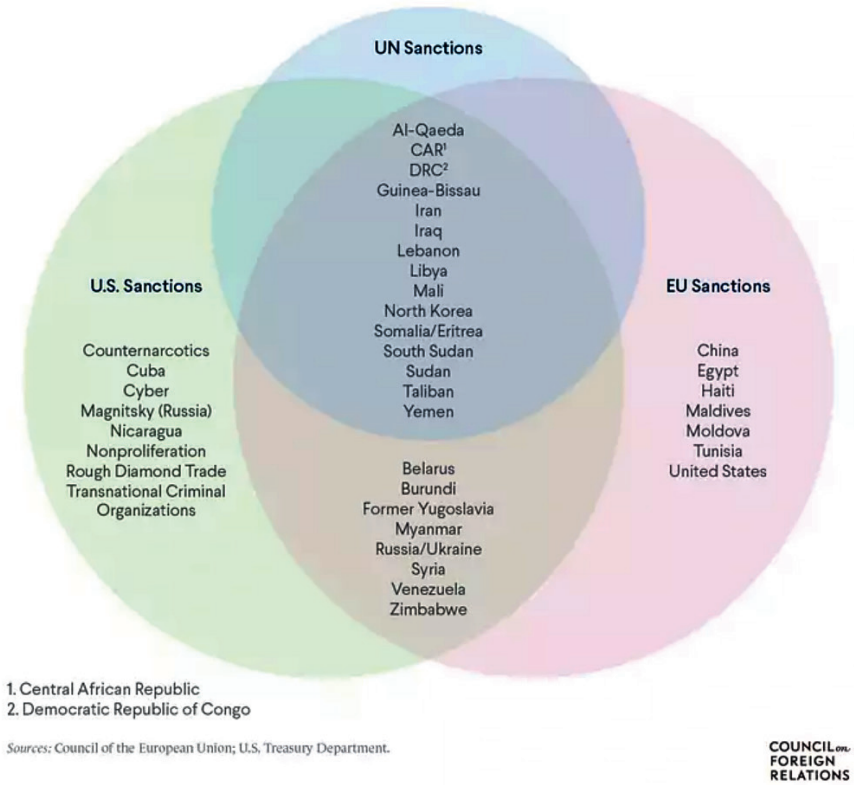 UN Sanctions
Al-Qaeda
CAR¹
DRC²
Guinea-Bissau
Iran
Iraq
Lebanon
Libya
Mali
North Korea
Somalia/Eritrea
South Sudan
Sudan
Taliban
Yemen
U.S. Sanctions
Counternarcotics
Cuba
Cyber
Magnitsky (Russia)
Nicaragua
Nonproliferation
Rough Diamond Trade
Transnational Criminal
Organizations
EU Sanctions
China
Egypt
Haiti
Maldives
Moldova
Tunisia
United States
Belarus
Burundi
Former Yugoslavia
Myanmar
Russia/Ukraine
Syria
Venezuela
Zimbabwe
1. Central African Republic
2. Democratic Republic of Congo
Sources: Council of the European Union; U.S. Treasury Department.
COUNCIL on
FOREIGN
RELATIONS